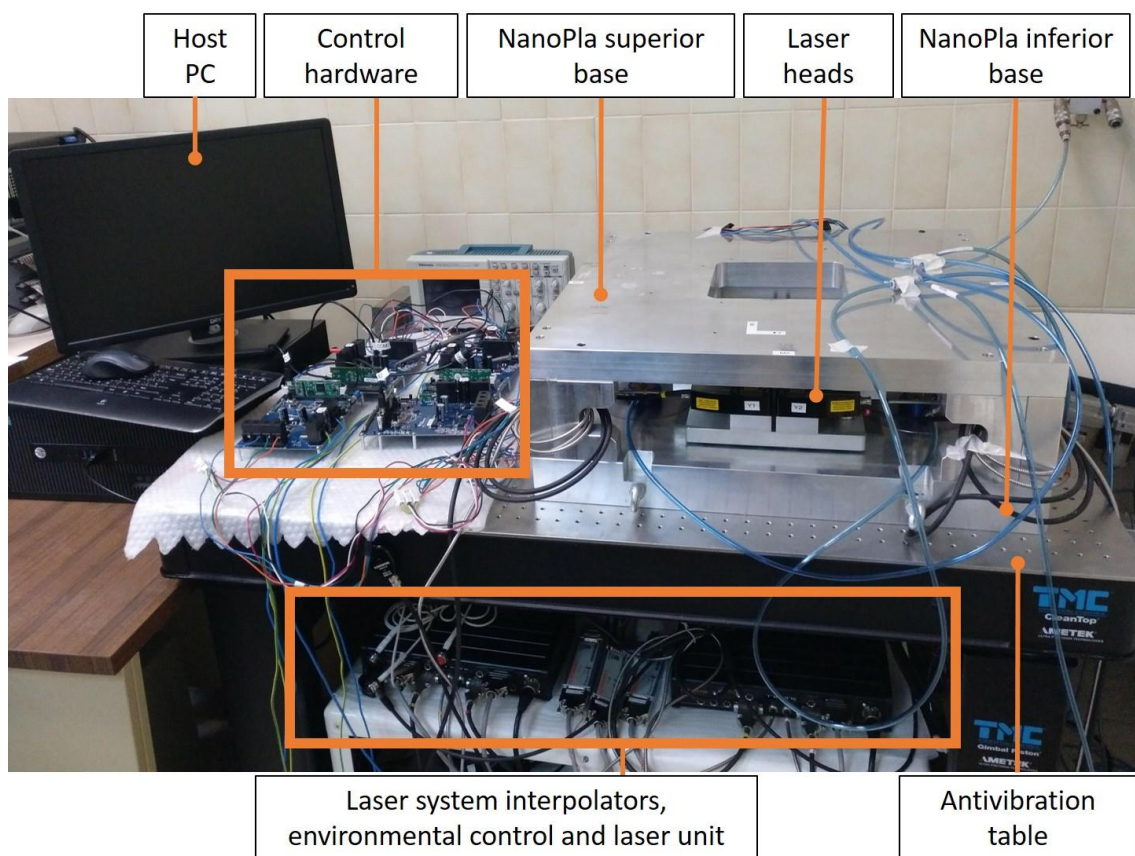 Host
PC
Control
hardware
NanoPla superior
base
Laser
heads
NanoPla inferior
base
Y1
Y2
TMC
CleanTop
AMETEK
TMC
Gimbal Piston
AMETEK
Laser system interpolators,
environmental control and laser unit
Antivibration
table